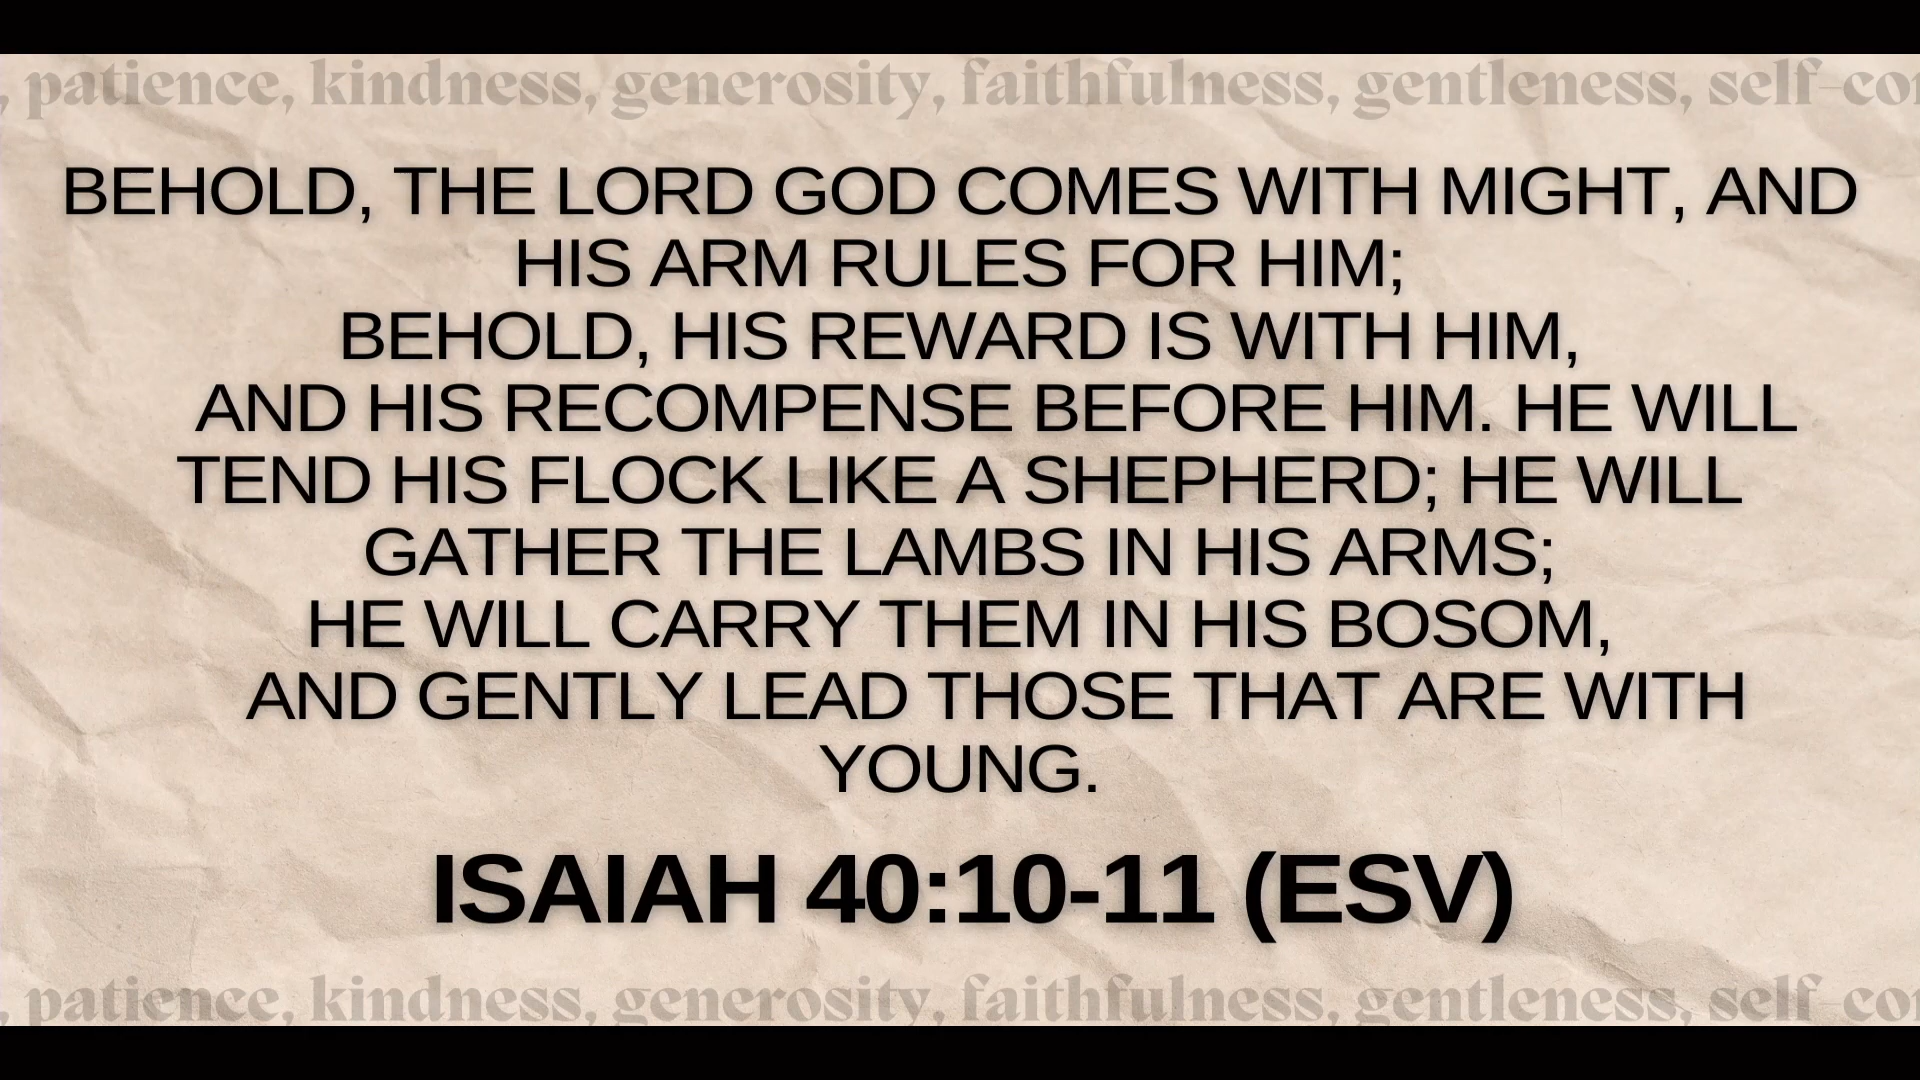 , patience, kindness, generosity, faithfulness, gentleness, self-co
BEHOLD, THE LORD GOD COMES WITH MIGHT, AND
HIS ARM RULES FOR HIM;
BEHOLD, HIS REWARD IS WITH HIM,
AND HIS RECOMPENSE BEFORE HIM. HE WILL
TEND HIS FLOCK LIKE A SHEPHERD; HE WILL
GATHER THE LAMBS IN HIS ARMS;
HE WILL CARRY THEM IN HIS BOSOM,
AND GENTLY LEAD THOSE THAT ARE WITH
YOUNG.
ISAIAH 40:10-11 (ESV)
, patience, kindness, generosity, faithfulness, gentleness, self-co